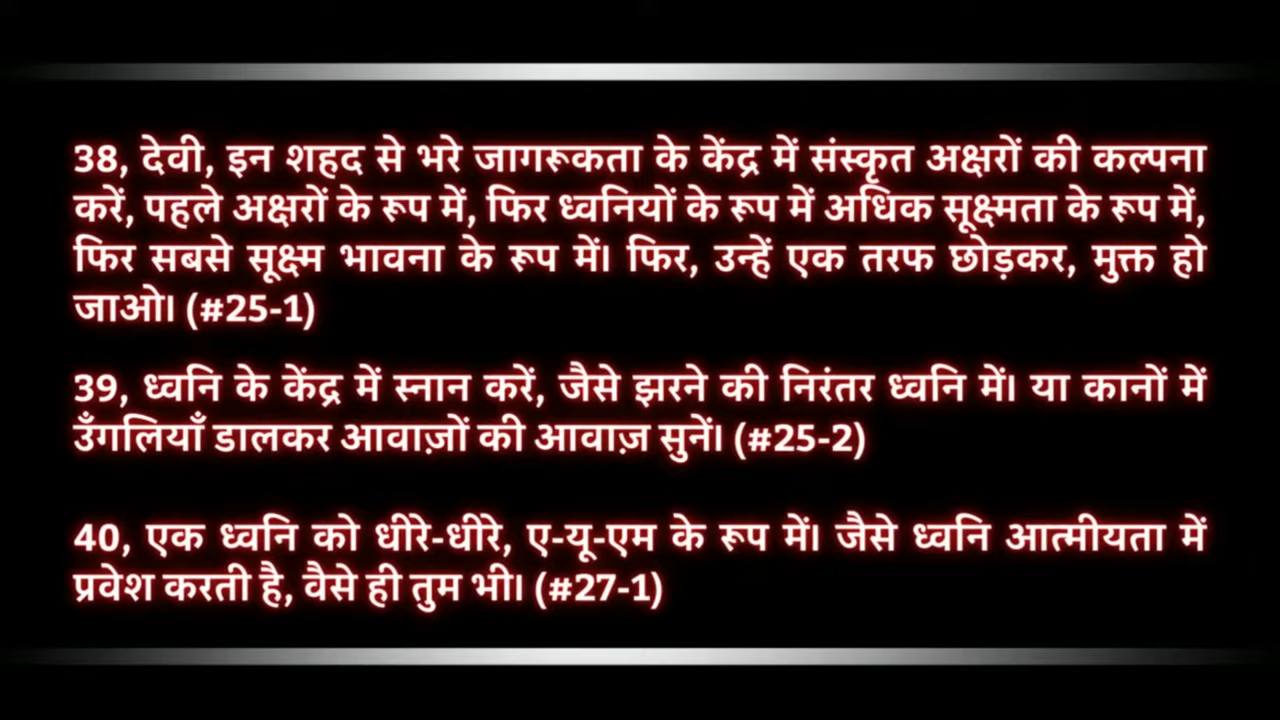 38, देवी, इन शहद से भरे जागरूकता के केंद्र में संस्कृत अक्षरों की कल्पना
करें, पहले अक्षरों के रूप में, फिर ध्वनियों के रूप में अधिक सूक्ष्मता के रूप में,
फिर सबसे सूक्ष्म भावना के रूप में। फिर, उन्हें एक तरफ छोड़कर, मुक्त हो
जाओ। (#25-1)
39, ध्वनि के केंद्र में स्नान करें, जैसे झरने की निरंतर ध्वनि में। या कानों में
उँगलियाँ डालकर आवाज़ों की आवाज़ सुनें। (#25-2)
40, एक ध्वनि को धीरे-धीरे, ए-यू-एम के रूप में। जैसे ध्वनि आत्मीयता में
प्रवेश करती है, वैसे ही तुम भी। (#27-1)